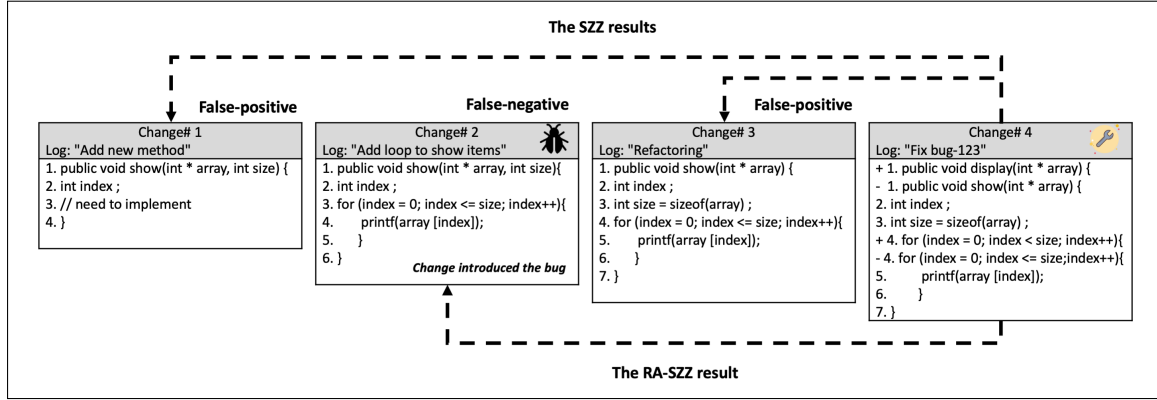 The SZZ results
False-positive
False-negative
False-positive
Change# 1
Log: "Add new method"
1. public void show(int * array, int size) {
2. int index ;
3. // need to implement
4. }
Change# 2
Log: "Add loop to show items"
1. public void show(int * array, int size){
2. int index ;
3. for (index = 0; index <= size; index++){
4. printf(array [index]);
5. }
6. }
Change introduced the bug
Change# 3
Log: "Refactoring"
1. public void show(int * array) {
2. int index ;
3. int size = sizeof(array) ;
4. for (index = 0; index <= size; index++){
5. printf(array [index]);
6. }
7. }
Change# 4
Log: "Fix bug-123"
+ 1. public void display(int * array) {
- 1. public void show(int * array) {
2. int index ;
3. int size = sizeof(array) ;
+ 4. for (index = 0; index < size; index++){
- 4. for (index = 0; index <= size;index++){
5. printf(array [index]);
6. }
7. }
The RA-SZZ result